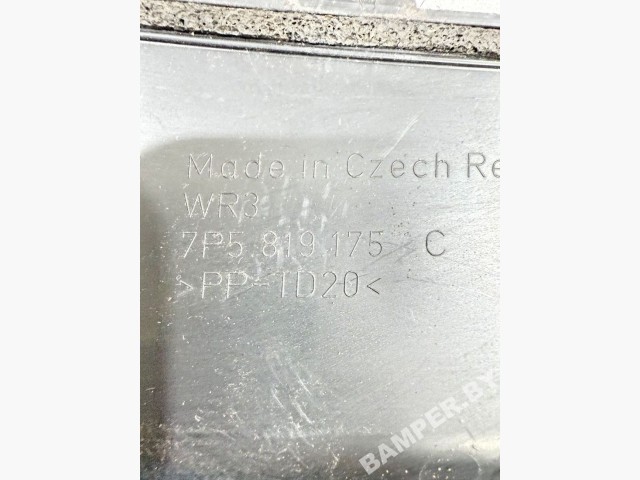 Made in Czech Re
WR3
7P5 819 175 C
>PP-TD20<
BAMPER.BY